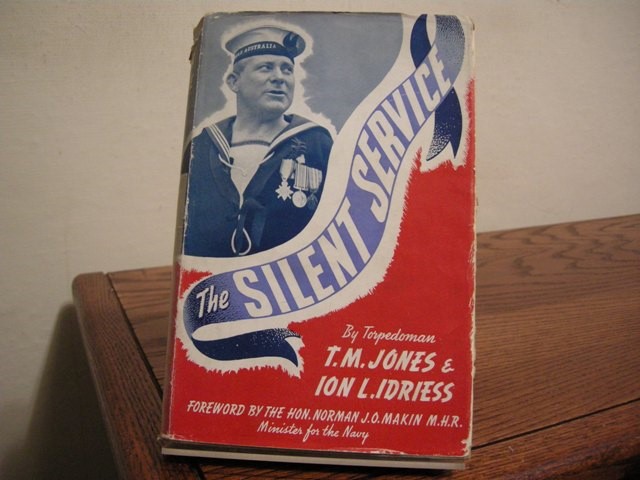 AUSTRALIA
The SILENT SERVICE
By Torpedoman
T.M. JONES &
ION L. IDRIESS
FOREWORD BY THE HON. NORMAN J.O. MAKIN M.H.R.
Minister for the Navy